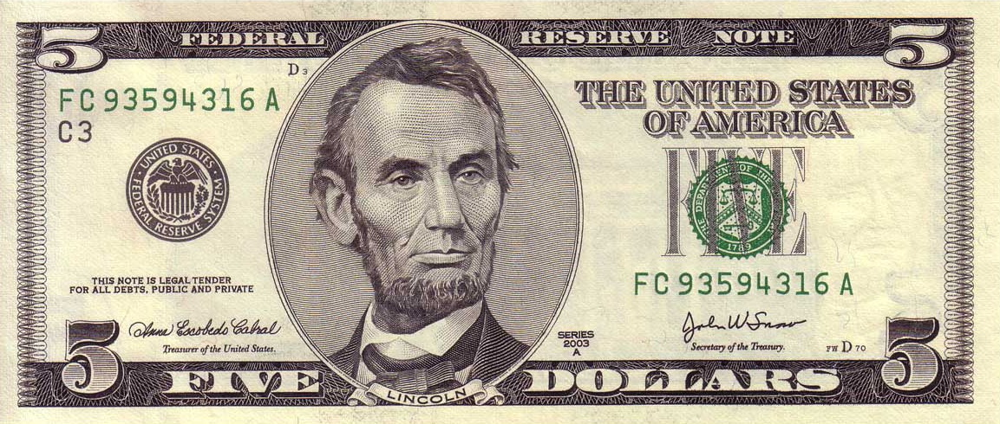 5 FEDERAL RESERVE NOTE 5
D 3
FC 93594316 A
C3
THE UNITED STATES
OF AMERICA
UNITED STATES
FEDERAL RESERVE SYSTEM
FIVE
THE DEPARTMENT OF THE
1789
FC 93594316 A
THIS NOTE IS LEGAL TENDER
FOR ALL DEBTS, PUBLIC AND PRIVATE
Anna Escobedo Cabral
Treasurer of the United States.
SERIES
2003
A
John W Snow
Secretary of the Treasury.
FW D 70
5 FIVE DOLLARS 5
LINCOLN